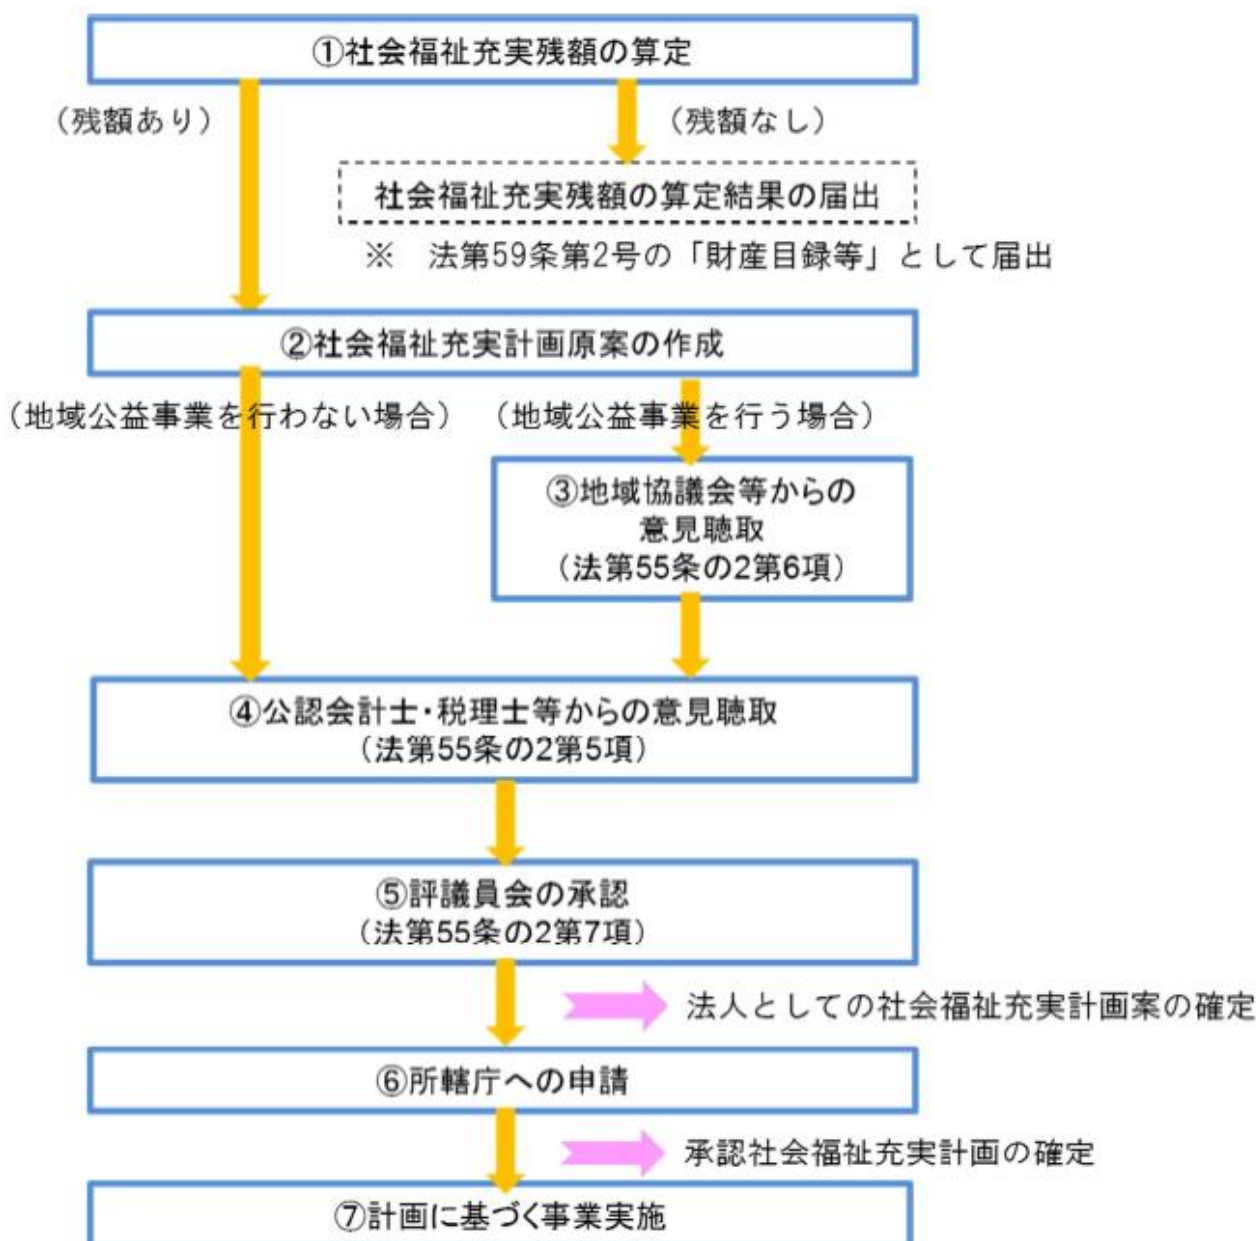 ①社会福祉充実残額の算定
（残額あり）
（残額なし）
社会福祉充実残額の算定結果の届出
※　法第59条第2号の「財産目録等」として届出
②社会福祉充実計画原案の作成
（地域公益事業を行わない場合）
（地域公益事業を行う場合）
③地域協議会等からの
意見聴取
（法第55条の2第6項）
④公認会計士・税理士等からの意見聴取
（法第55条の2第5項）
⑤評議員会の承認
（法第55条の2第7項）
法人としての社会福祉充実計画案の確定
⑥所轄庁への申請
承認社会福祉充実計画の確定
⑦計画に基づく事業実施